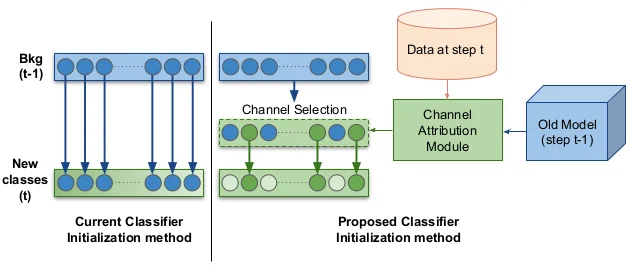 Bkg
(t-1)
New
classes
(t)
Current Classifier
Initialization method
Channel Selection
Proposed Classifier
Initialization method
Data at step t
Channel
Attribution
Module
Old Model
(step t-1)